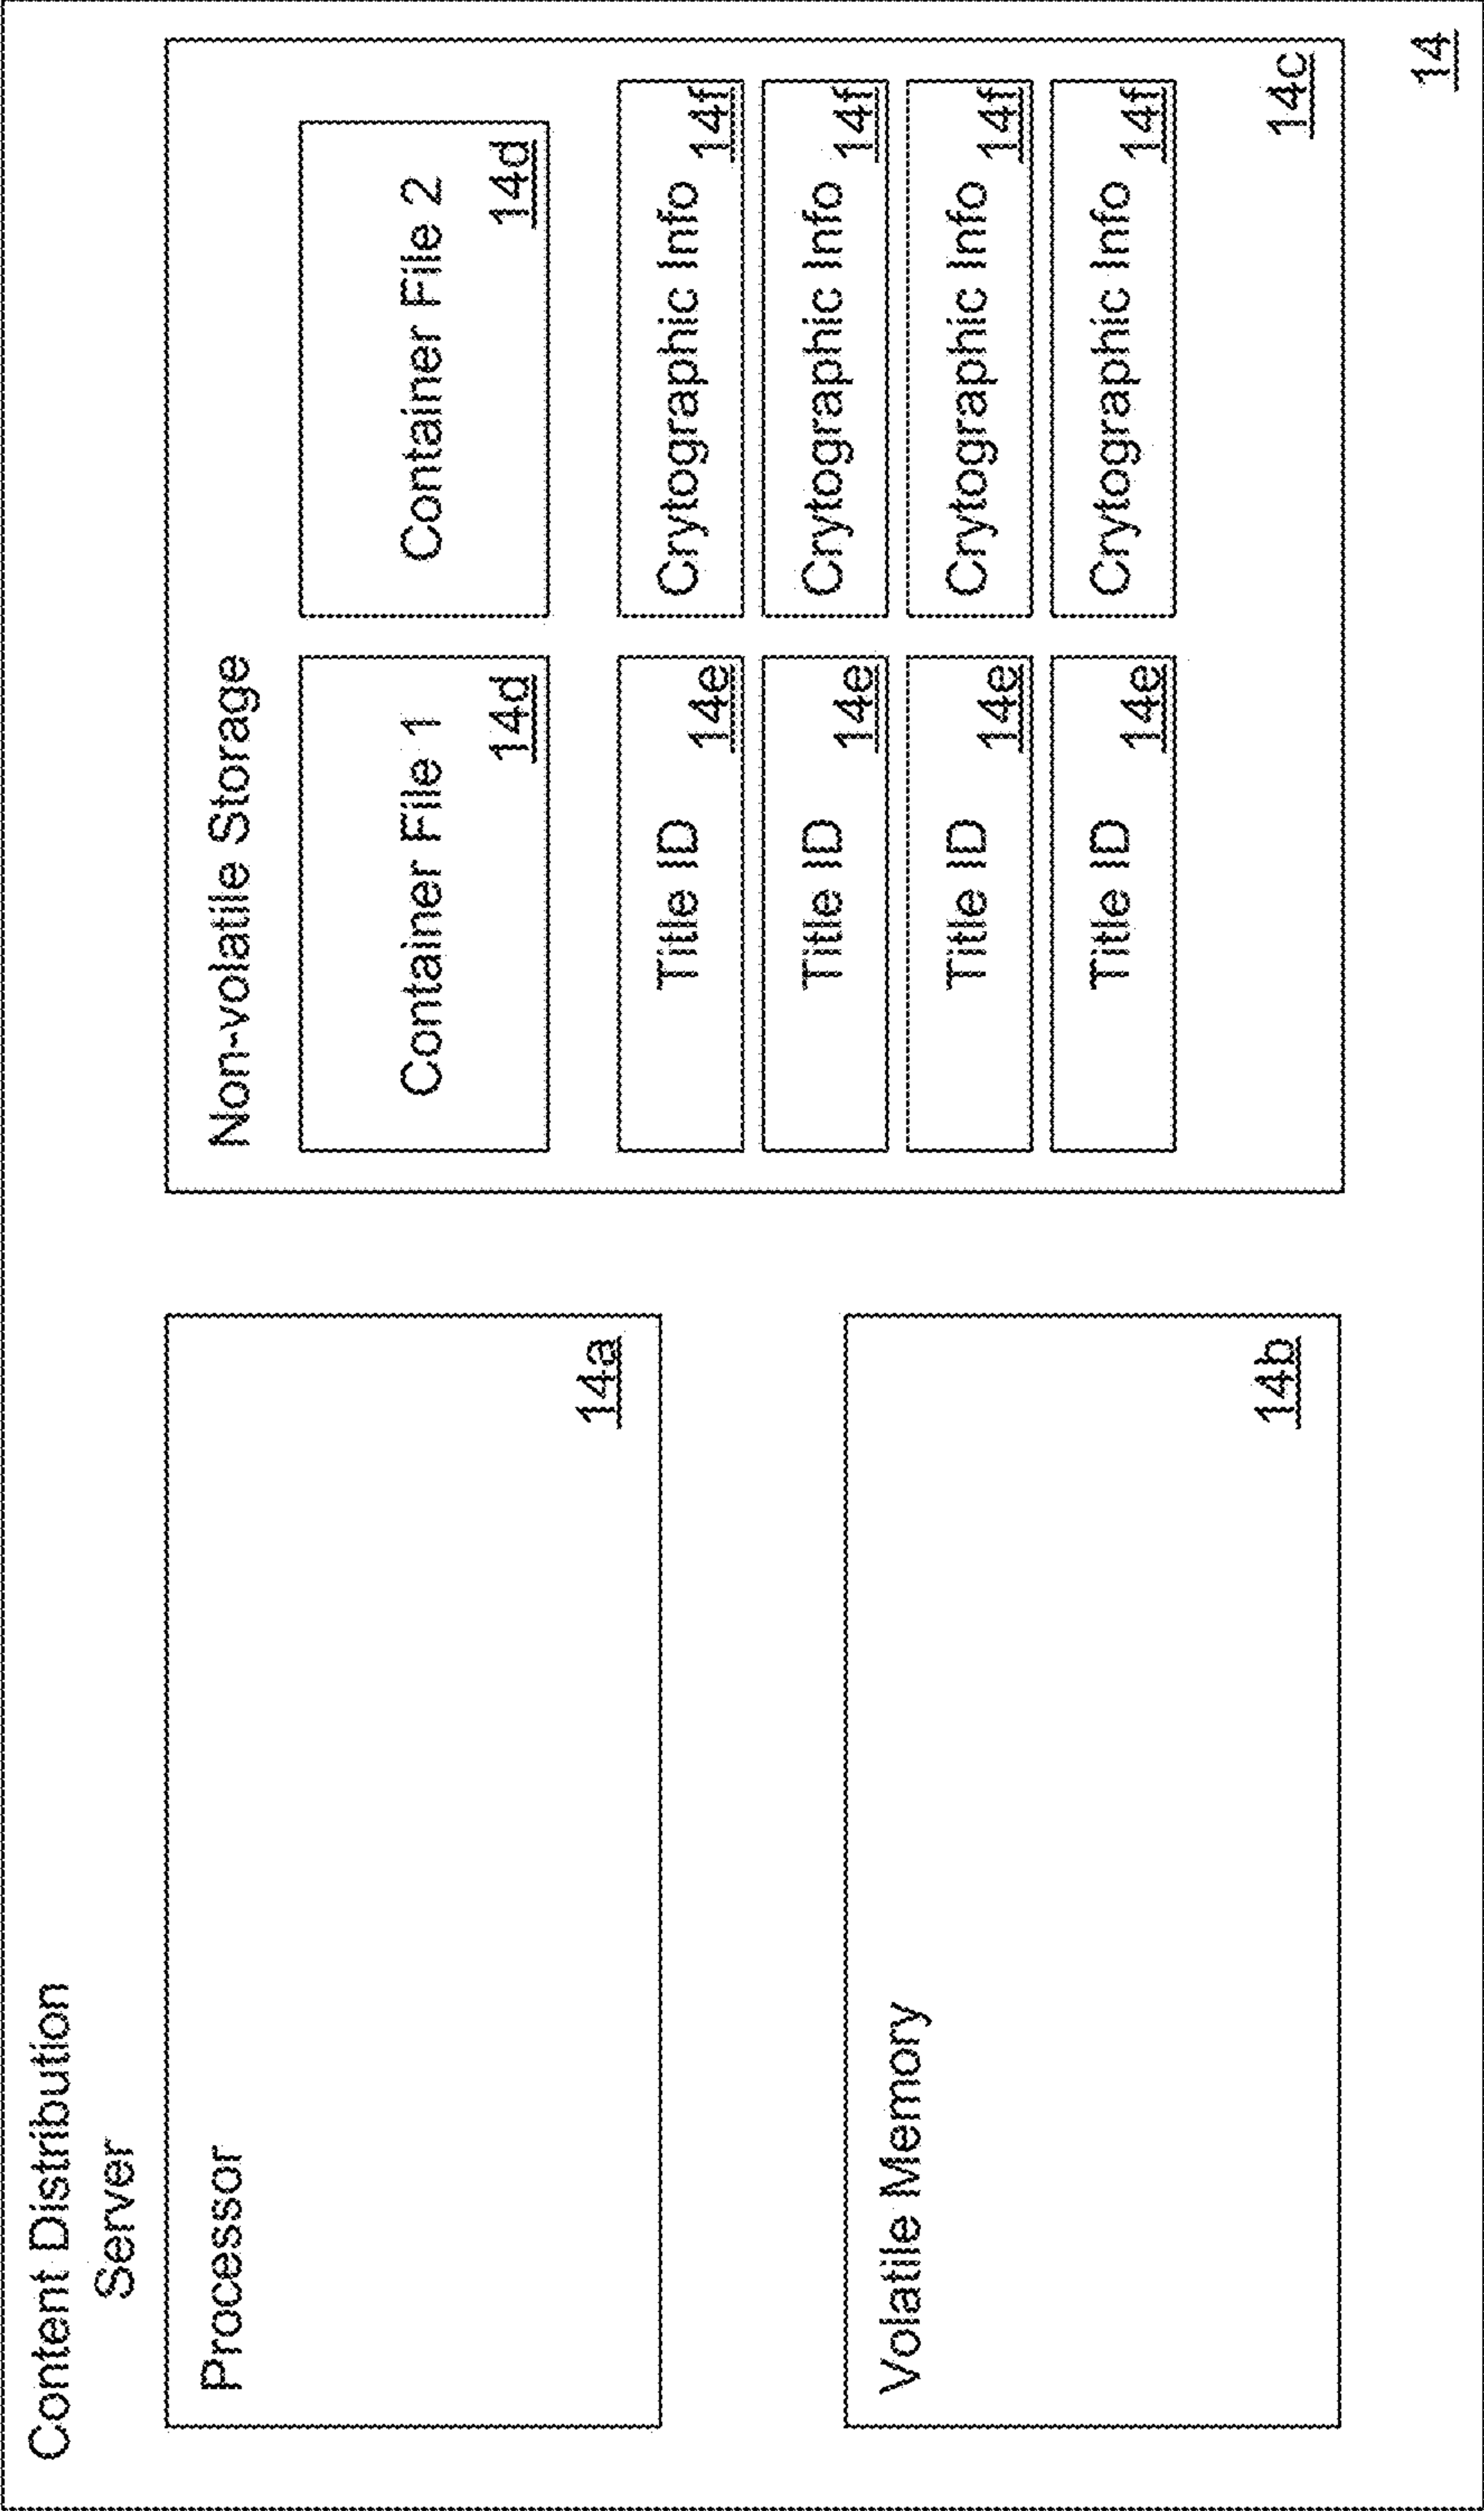 Content Distribution
Server
Processor
14a
Volatile Memory
14b
Non-volatile Storage
Container File 1
14d
Container File 2
14d
Title ID
14e
Crytographic Info
14f
Title ID
14e
Crytographic Info
14f
Title ID
14e
Crytographic Info
14f
Title ID
14e
Crytographic Info
14f
14c
14